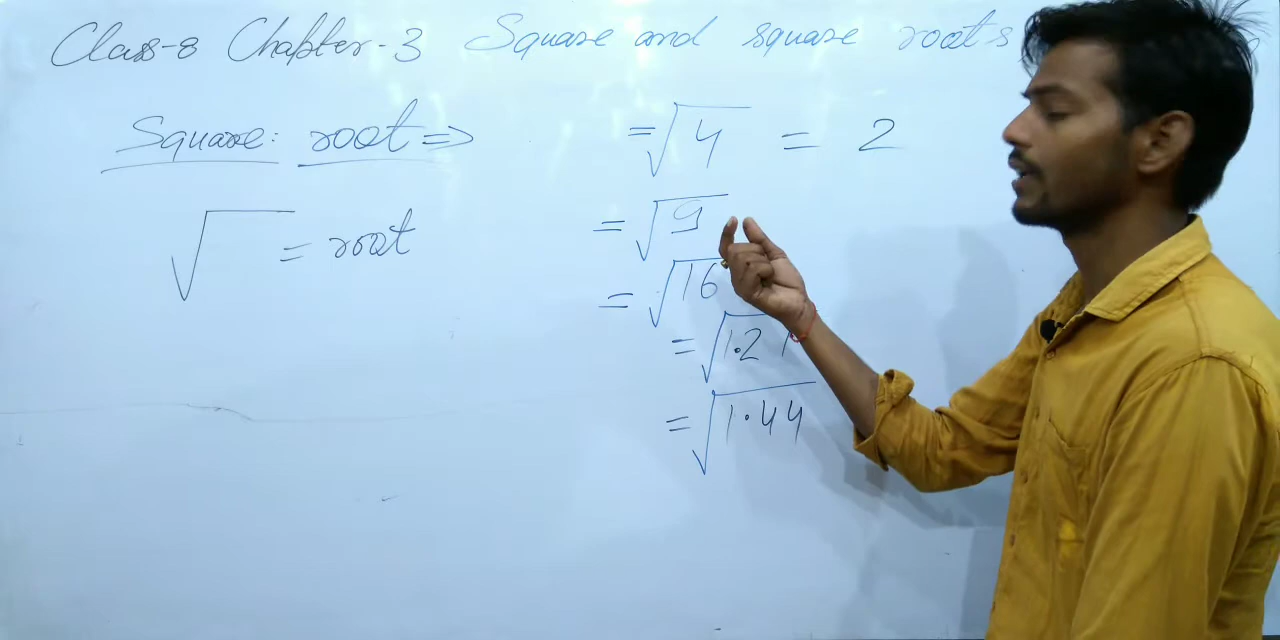 Class-8 Chapter-3 Square and square roots
Square: root ⇒
√ = root
= √4 = 2
= √9
= √16
= √1.21
= √1.44